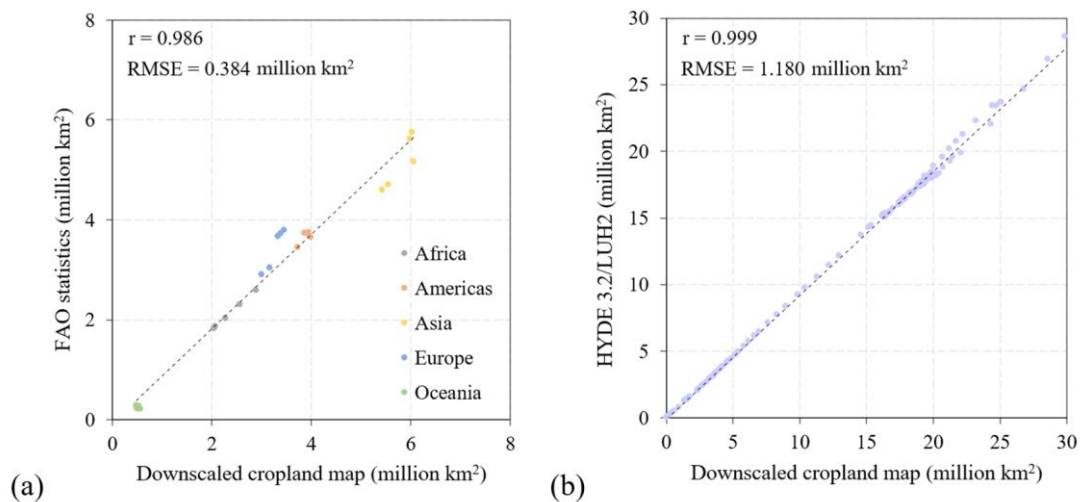 r = 0.986
RMSE = 0.384 million km²
FAO statistics (million km²)
8
6
4
2
0
Africa
Americas
Asia
Europe
Oceania
0 2 4 6 8
Downscaled cropland map (million km²)
(a)
r = 0.999
RMSE = 1.180 million km²
HYDE 3.2/LUH2 (million km²)
30
25
20
15
10
5
0
0 5 10 15 20 25 30
Downscaled cropland map (million km²)
(b)